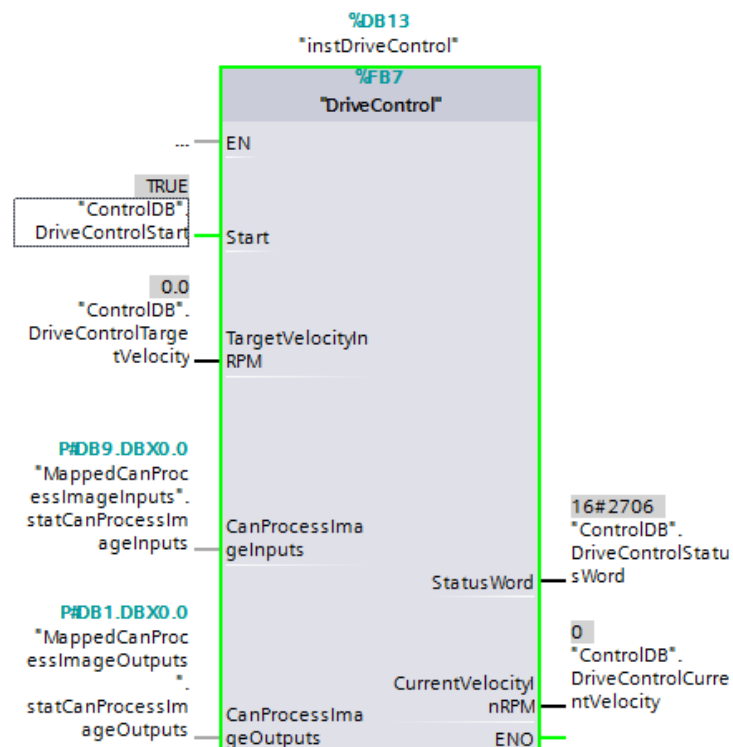 %DB13
"instDriveControl"
%FB7
"DriveControl"
...
EN
TRUE
"ControlDB".
DriveControlStart
Start
0.0
"ControlDB".
DriveControlTarge
tVelocity
TargetVelocityIn
RPM
P#DB9.DBX0.0
"MappedCanProc
essImageInputs".
statCanProcessIm
ageInputs
CanProcessIma
geInputs
StatusWord
16#2706
"ControlDB".
DriveControlStatu
sWord
P#DB1.DBX0.0
"MappedCanProc
essImageOutputs
".
statCanProcessIm
ageOutputs
CanProcessIma
geOutputs
CurrentVelocityI
nRPM
0
"ControlDB".
DriveControlCurre
ntVelocity
ENO